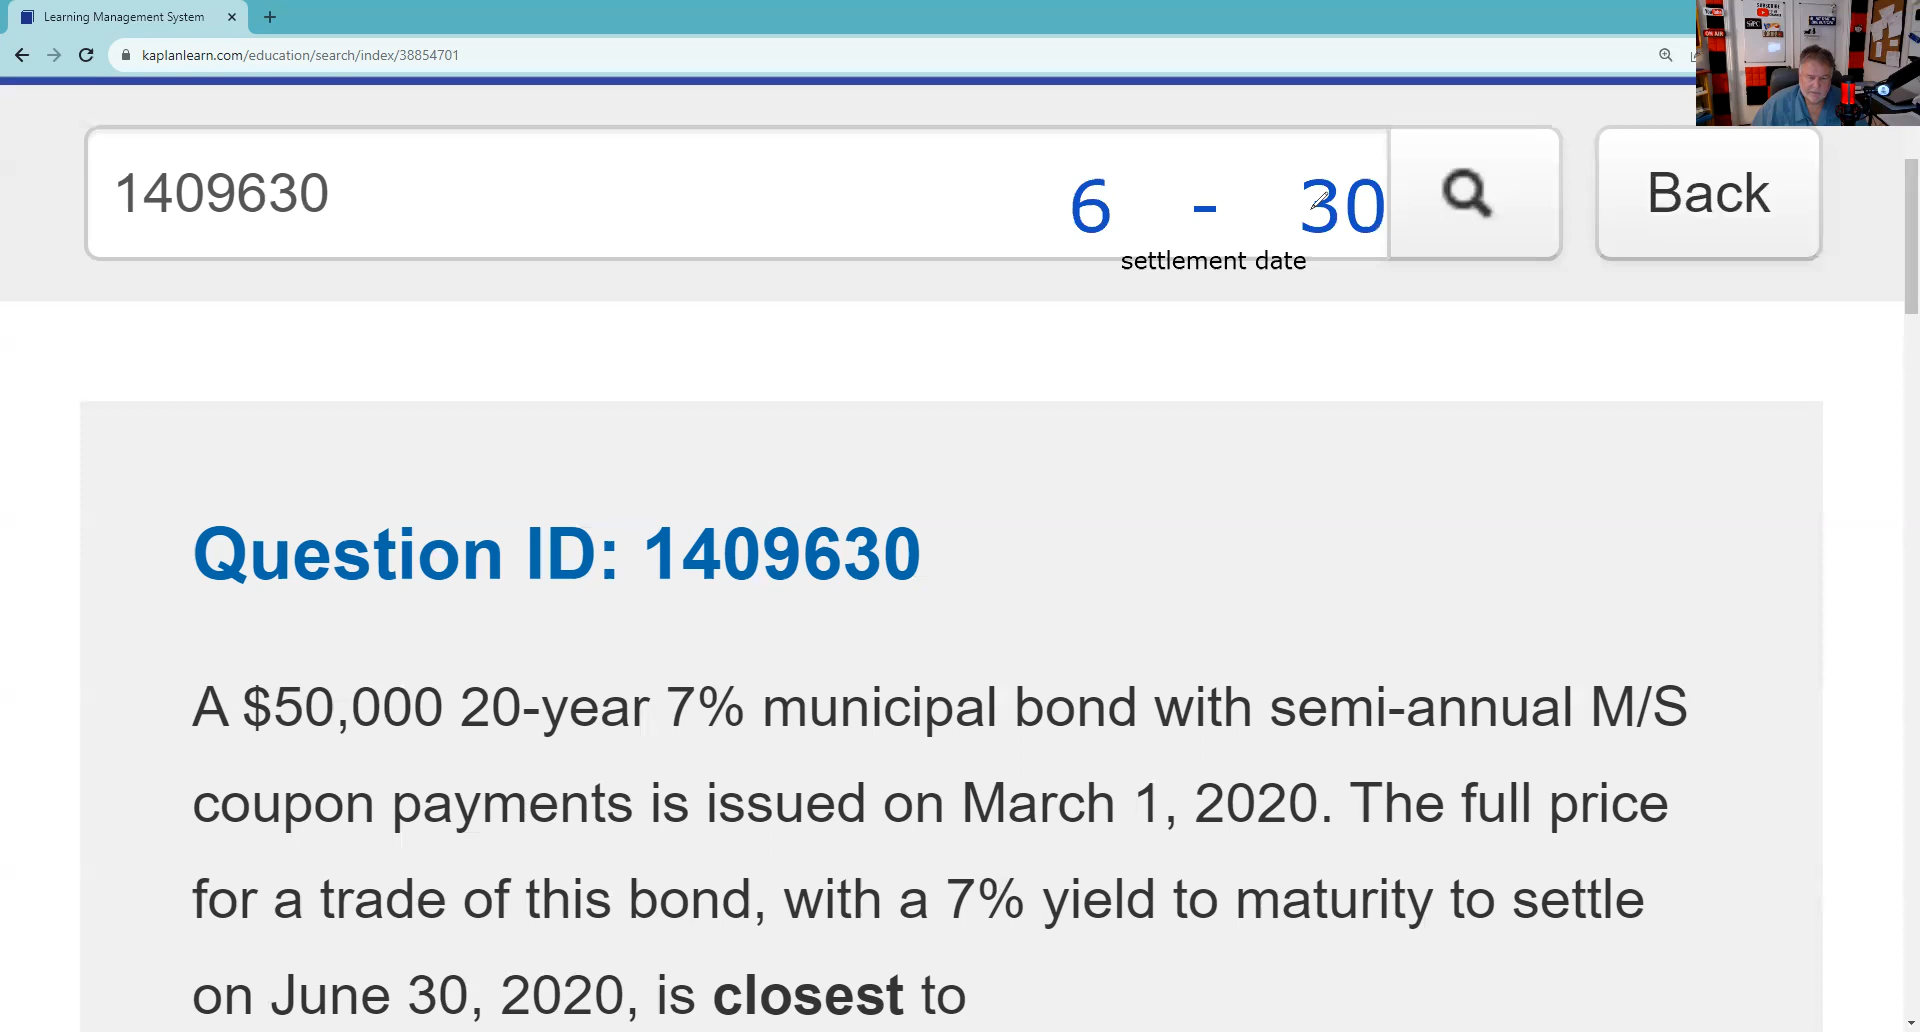 Learning Management System
kaplanlearn.com/education/search/index/38854701
SUBSCRIBE
ON AIR
1409630
6 - 30
Back
settlement date
Question ID: 1409630
A $50,000 20-year 7% municipal bond with semi-annual M/S
coupon payments is issued on March 1, 2020. The full price
for a trade of this bond, with a 7% yield to maturity to settle
on June 30, 2020, is closest to